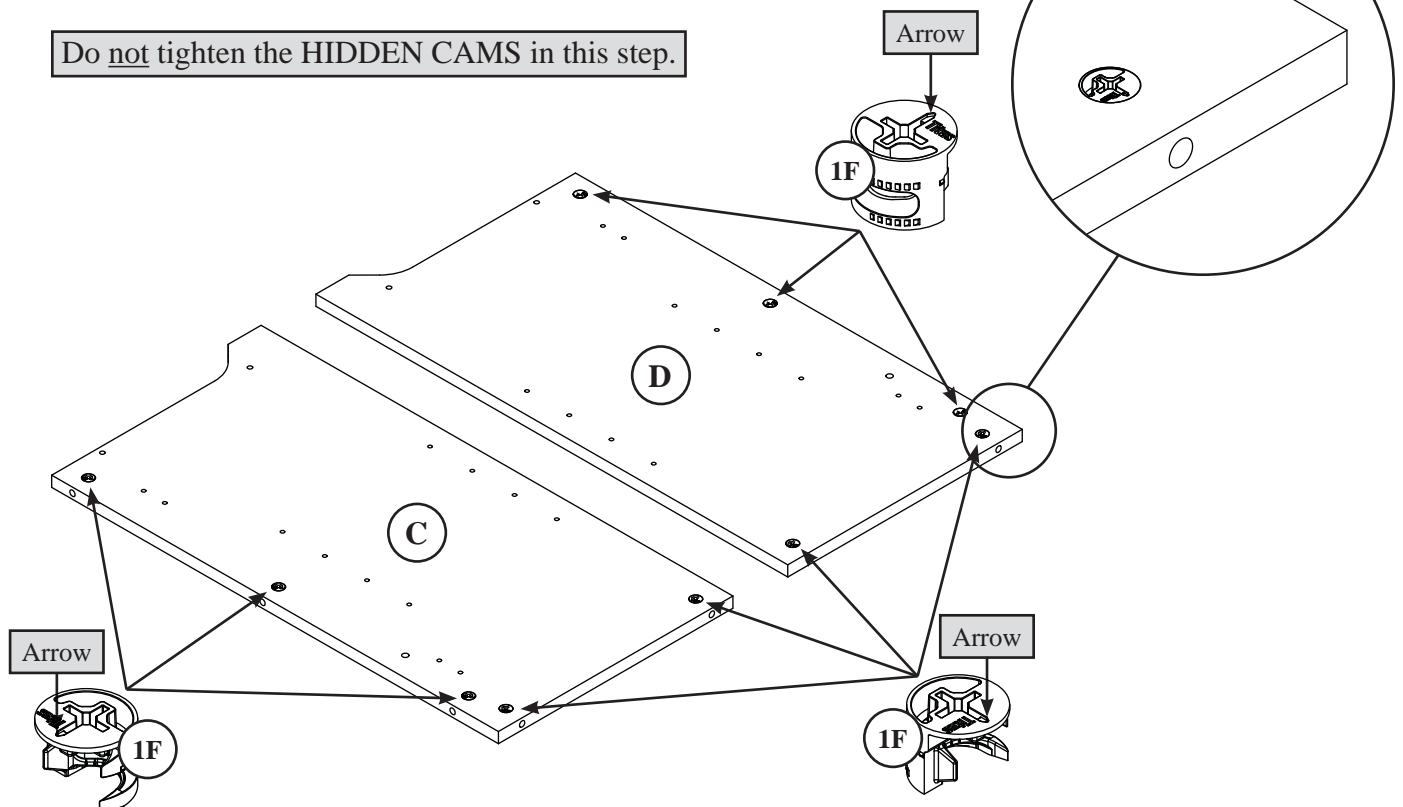 Do not tighten the HIDDEN CAMS in this step.
Arrow
1F
D
C
Arrow
1F
Arrow
1F